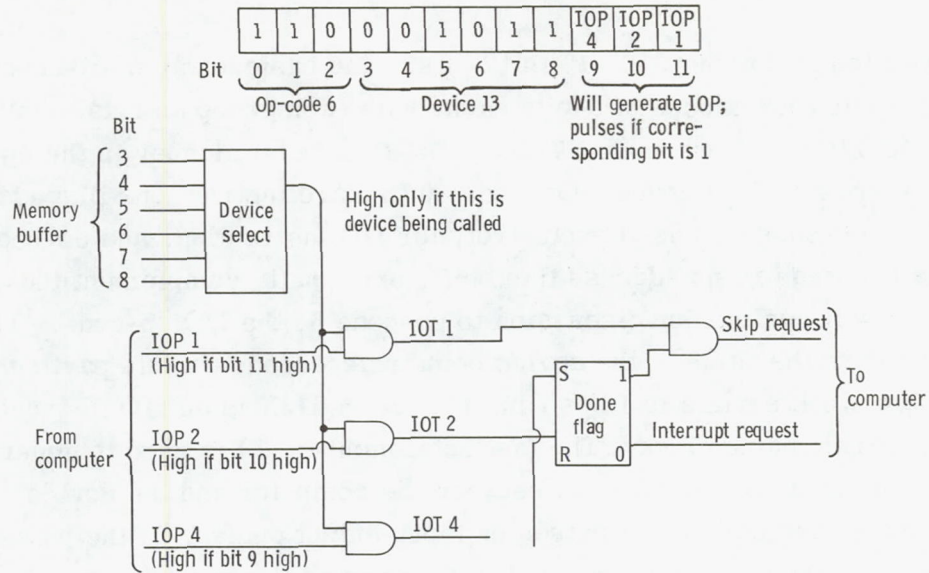 1 1 0 0 0 1 0 1 1 IOP 4 IOP 2 IOP 1
Bit 0 1 2 3 4 5 6 7 8 9 10 11
Op-code 6 Device 13 Will generate IOP;
pulses if corre-
sponding bit is 1
Bit
3
4
5
6
7
8
Memory
buffer
Device
select
High only if this is
device being called
IOP 1
(High if bit 11 high)
IOT 1
Skip request
S 1
Done
flag
R 0
To
computer
From
computer
IOP 2
(High if bit 10 high)
IOT 2
Interrupt request
IOP 4
(High if bit 9 high)
IOT 4